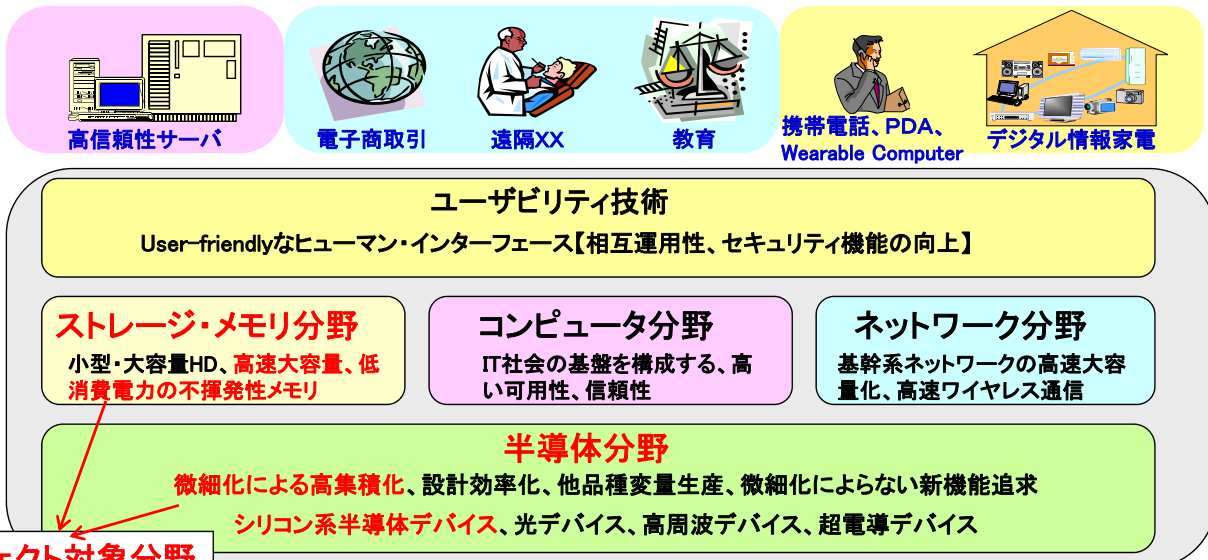 高信頼性サーバ
電子商取引
遠隔XX
教育
携帯電話、PDA、
Wearable Computer
デジタル情報家電
ユーザビリティ技術
User-friendlyなヒューマン・インターフェース【相互運用性、セキュリティ機能の向上】
ストレージ・メモリ分野
小型・大容量HD、高速大容量、低
消費電力の不揮発性メモリ
コンピュータ分野
IT社会の基盤を構成する、高
い可用性、信頼性
ネットワーク分野
基幹系ネットワークの高速大容
量化、高速ワイヤレス通信
半導体分野
微細化による高集積化、設計効率化、他品種変量生産、微細化によらない新機能追求
シリコン系半導体デバイス、光デバイス、高周波デバイス、超電導デバイス
ェクト対象分野